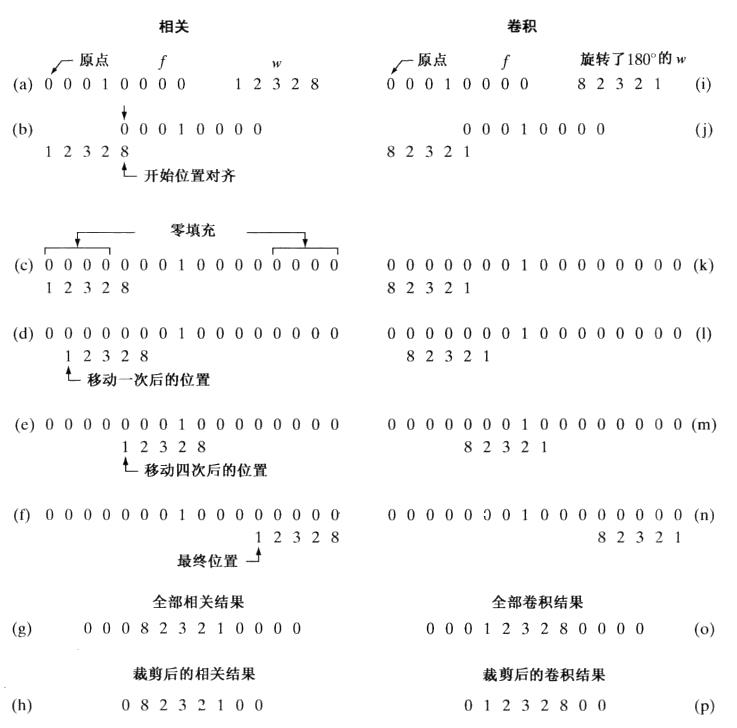 相关 卷积
原点 f w 原点 f 旋转了180°的 w
(a) 0 0 0 1 0 0 0 0 1 2 3 2 8 0 0 0 1 0 0 0 0 8 2 3 2 1 (i)
(b) 0 0 0 1 0 0 0 0 0 0 0 1 0 0 0 0 (j)
1 2 3 2 8 8 2 3 2 1
开始位置对齐
零填充
(c) 0 0 0 0 0 0 0 1 0 0 0 0 0 0 0 0 0 0 0 0 0 0 0 1 0 0 0 0 0 0 0 0 (k)
1 2 3 2 8 8 2 3 2 1
(d) 0 0 0 0 0 0 0 1 0 0 0 0 0 0 0 0 0 0 0 0 0 0 0 1 0 0 0 0 0 0 0 0 (l)
1 2 3 2 8 8 2 3 2 1
移动一次后的位置
(e) 0 0 0 0 0 0 0 1 0 0 0 0 0 0 0 0 0 0 0 0 0 0 0 1 0 0 0 0 0 0 0 0 (m)
1 2 3 2 8 8 2 3 2 1
移动四次后的位置
(f) 0 0 0 0 0 0 0 1 0 0 0 0 0 0 0 0 0 0 0 0 0 0 0 1 0 0 0 0 0 0 0 0 (n)
1 2 3 2 8 8 2 3 2 1
最终位置
全部相关结果 全部卷积结果
(g) 0 0 0 8 2 3 2 1 0 0 0 0 0 0 0 1 2 3 2 8 0 0 0 0 (o)
裁剪后的相关结果 裁剪后的卷积结果
(h) 0 8 2 3 2 1 0 0 0 1 2 3 2 8 0 0 (p)